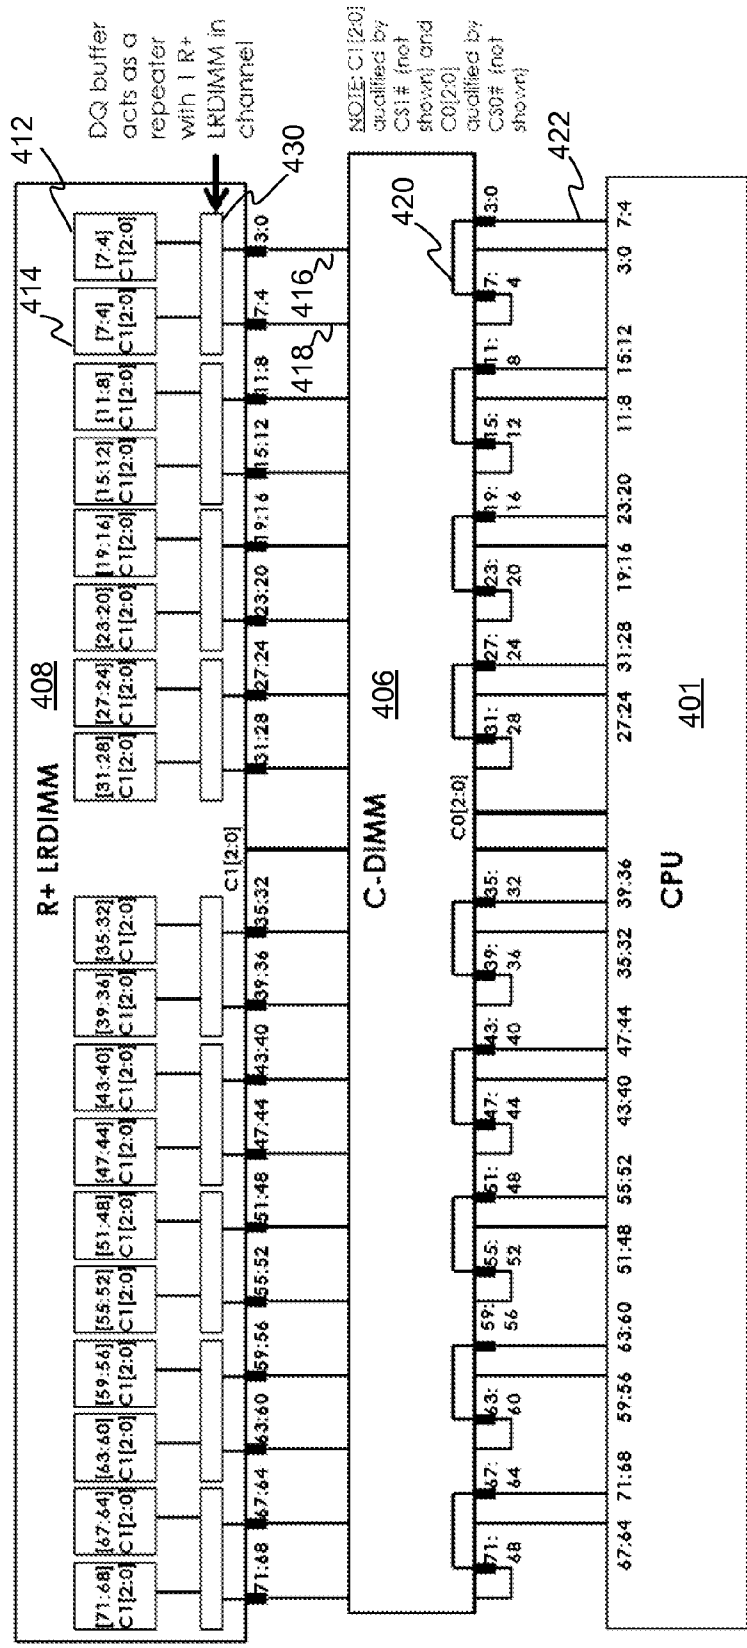 R+ LRDIMM
408
412
414
DQ buffer
acts as a
repeater
with 1 R+
LRDIMM in
channel
430
[71:68]
C1[2:0]
[67:64]
C1[2:0]
[63:60]
C1[2:0]
[59:56]
C1[2:0]
[55:52]
C1[2:0]
[51:48]
C1[2:0]
[47:44]
C1[2:0]
[43:40]
C1[2:0]
[39:36]
C1[2:0]
[35:32]
C1[2:0]
[31:28]
C1[2:0]
[27:24]
C1[2:0]
[23:20]
C1[2:0]
[19:16]
C1[2:0]
[15:12]
C1[2:0]
[11:8]
C1[2:0]
[7:4]
C1[2:0]
[7:4]
C1[2:0]
71:68
67:64
63:60
59:56
55:52
51:48
47:44
43:40
39:36
35:32
C1[2:0]
31:28
27:24
23:20
19:16
15:12
11:8
7:4
3:0
418
416
C-DIMM
406
NOTE: C1[2:0]
qualified by
CS1# (not
shown) and
C0[2:0]
qualified by
CS0# (not
shown)
420
71:
68
67:
64
63:
60
59:
56
55:
52
51:
48
47:
44
43:
40
39:
36
35:
32
C0[2:0]
31:
28
27:
24
23:
20
19:
16
15:
12
11:
8
7:
4
3:0
422
67:64
71:68
59:56
63:60
51:48
55:52
43:40
47:44
35:32
39:36
27:24
31:28
19:16
23:20
11:8
15:12
3:0
7:4
CPU
401